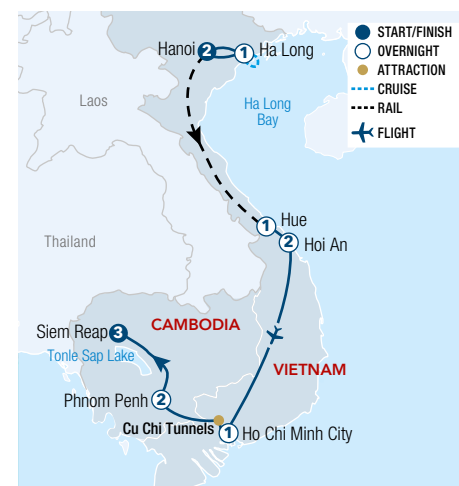 START/FINISH
OVERNIGHT
ATTRACTION
CRUISE
RAIL
FLIGHT
Hanoi 2 1 Ha Long
Laos
Ha Long
Bay
1 Hue
2 Hoi An
Thailand
CAMBODIA
Siem Reap 3
Tonle Sap Lake
VIETNAM
Phnom Penh 2
Cu Chi Tunnels
1 Ho Chi Minh City